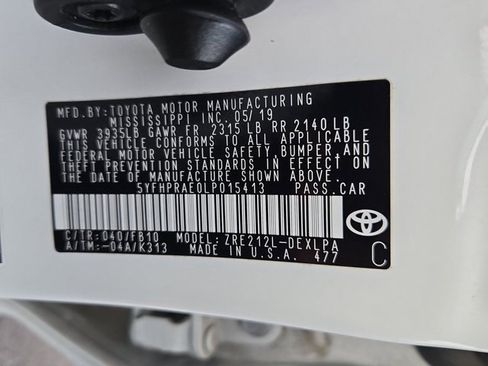 MFD.BY: TOYOTA MOTOR MANUFACTURING
MISSISSIPPI INC. 05/19
GVWR 3935LB GAWR FR 2315 LB RR 2140 LB
THIS VEHICLE CONFORMS TO ALL APPLICABLE
FEDERAL MOTOR VEHICLE SAFETY, BUMPER, AND
THEFT PREVENTION STANDARDS IN EFFECT ON
THE DATE OF MANUFACTURE SHOWN ABOVE.
5YFHPRAE0LP015413 PASS.CAR
C/TR: 040/FB10 MODEL: ZRE212L-DEXLPA
A/TM: -04A/K313 MADE IN U.S.A. 477
C